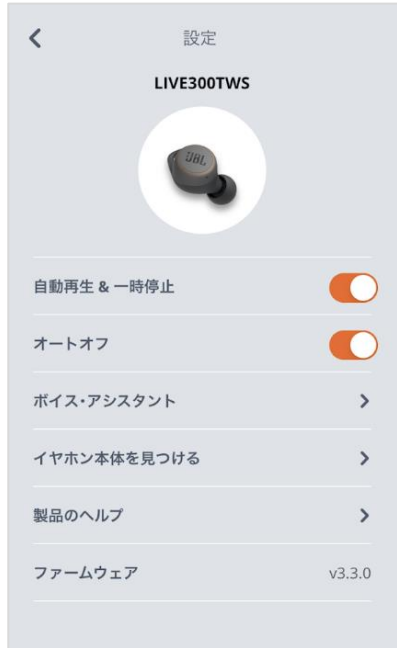 設定
LIVE300TWS
JBL
自動再生 & 一時停止
オートオフ
ボイス・アシスタント
イヤホン本体を見つける
製品のヘルプ
ファームウェア v3.3.0